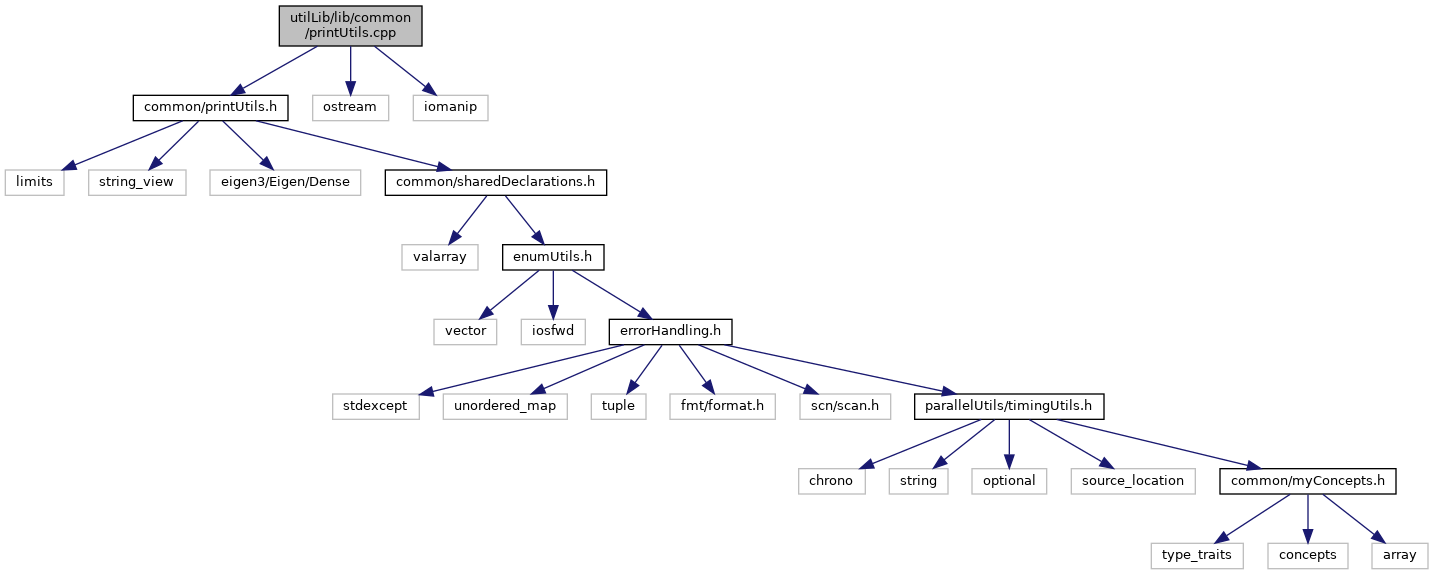 utilLib/lib/common
/printUtils.cpp
common/printUtils.h
ostream
iomanip
limits
string_view
eigen3/Eigen/Dense
common/sharedDeclarations.h
valarray
enumUtils.h
vector
iosfwd
errorHandling.h
stdexcept
unordered_map
tuple
fmt/format.h
scn/scan.h
parallelUtils/timingUtils.h
chrono
string
optional
source_location
common/myConcepts.h
type_traits
concepts
array